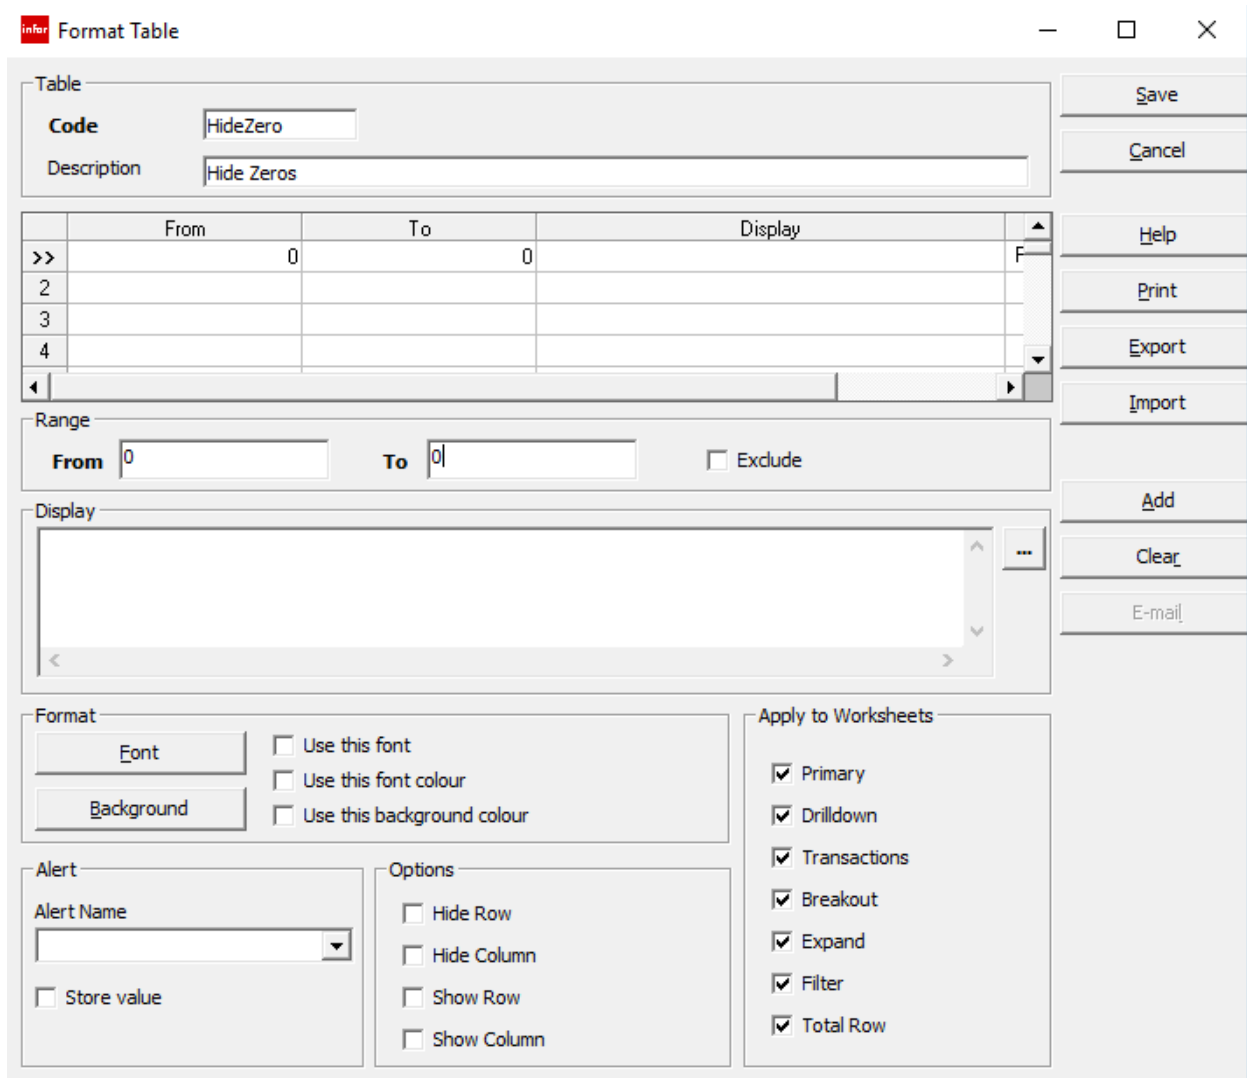 infor Format Table
Table
Code HideZero
Description Hide Zeros
From To Display
>> 0 0 F
2
3
4
Range
From 0 To 0 Exclude
Display
...
Format
Font
Background
Use this font
Use this font colour
Use this background colour
Alert
Alert Name
Store value
Options
Hide Row
Hide Column
Show Row
Show Column
Apply to Worksheets
Primary
Drilldown
Transactions
Breakout
Expand
Filter
Total Row
Save
Cancel
Help
Print
Export
Import
Add
Clear
E-mail